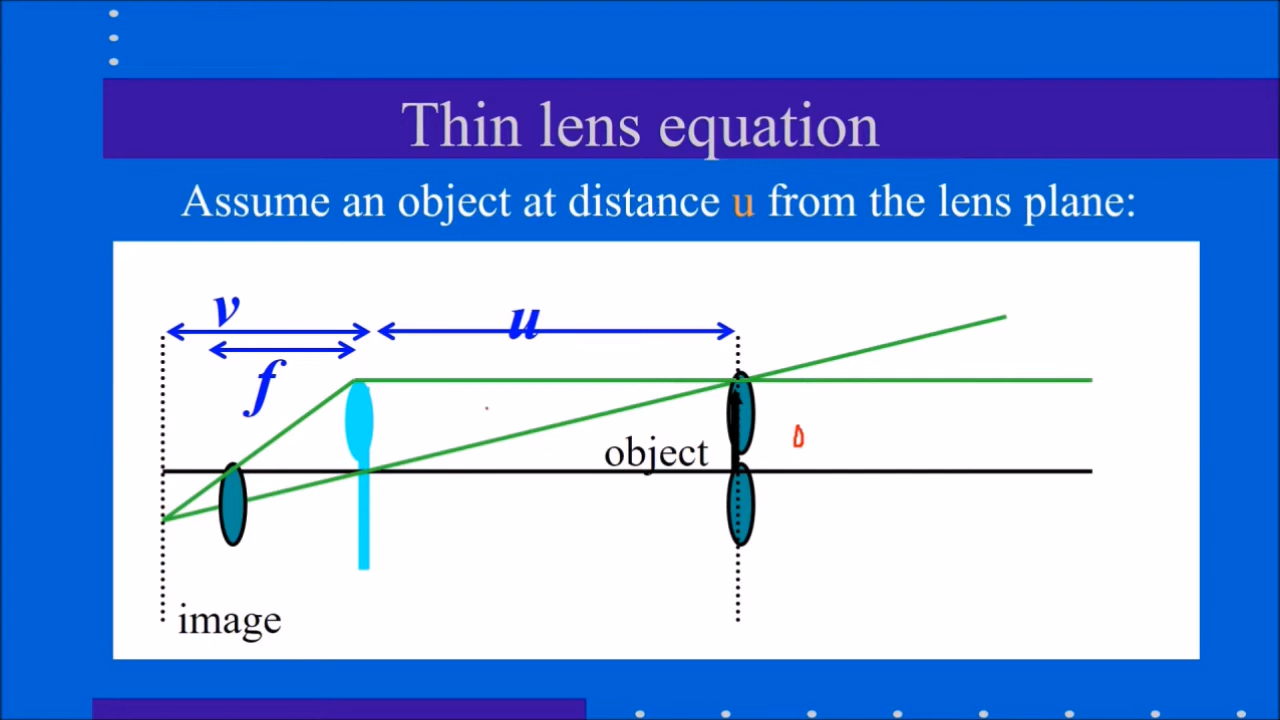 Thin lens equation
Assume an object at distance u from the lens plane:
v
u
f
object
image